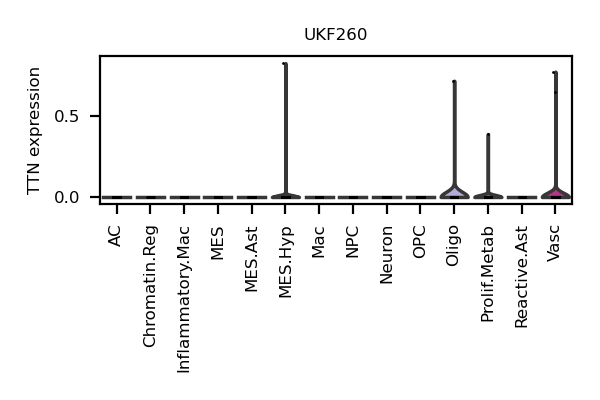 UKF260
TTN expression
0.5
0.0
AC
Chromatin.Reg
Inflammatory.Mac
MES
MES.Ast
MES.Hyp
Mac
NPC
Neuron
OPC
Oligo
Prolif.Metab
Reactive.Ast
Vasc